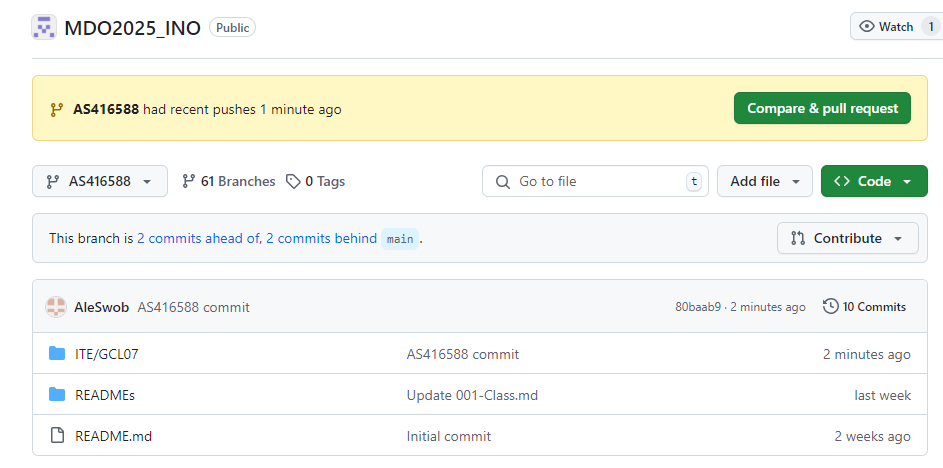 MDO2025_INO Public Watch 1
AS416588 had recent pushes 1 minute ago Compare & pull request
AS416588 61 Branches 0 Tags Go to file t Add file Code
This branch is 2 commits ahead of, 2 commits behind main . Contribute
AleSwob AS416588 commit 80baab9 · 2 minutes ago 10 Commits
ITE/GCL07 AS416588 commit 2 minutes ago
READMEs Update 001-Class.md last week
README.md Initial commit 2 weeks ago